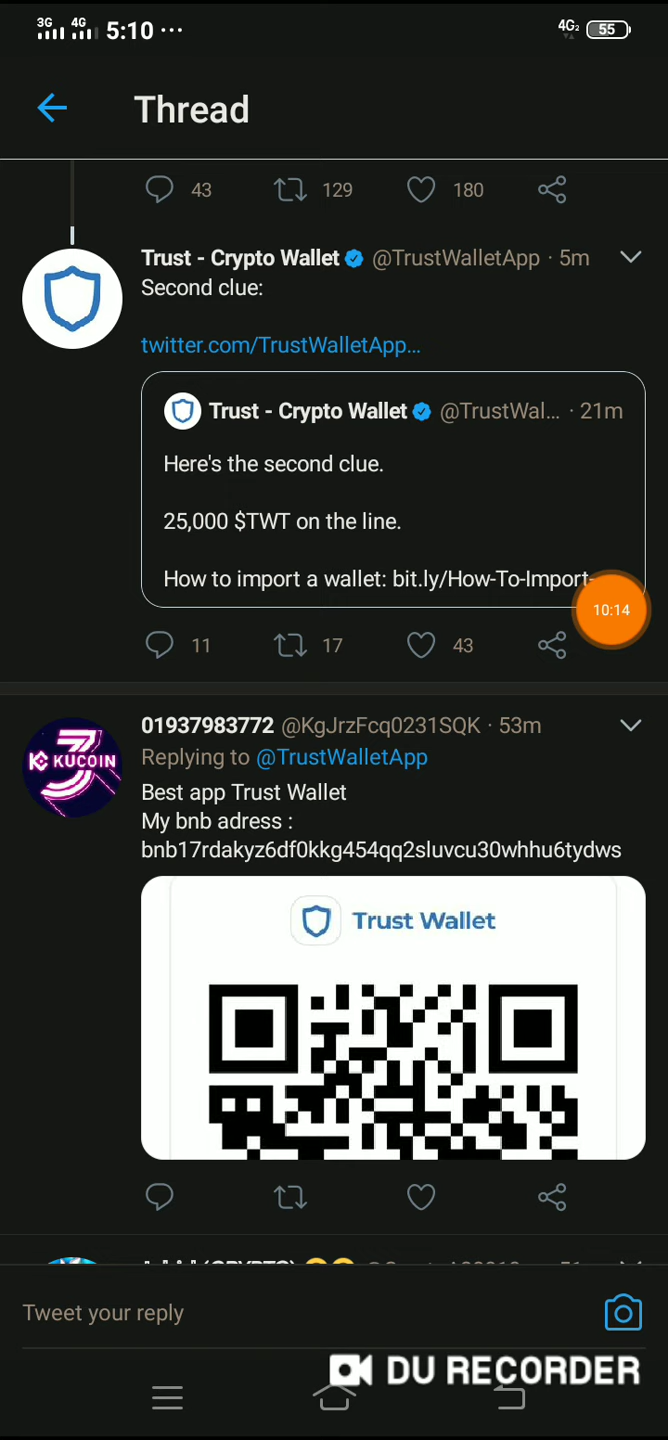 3G 4G 5:10 ··· 4G2 55
Thread
43 129 180
Trust - Crypto Wallet @TrustWalletApp · 5m
Second clue:
twitter.com/TrustWalletApp...
Trust - Crypto Wallet @TrustWal... · 21m
Here's the second clue.
25,000 $TWT on the line.
How to import a wallet: bit.ly/How-To-Import-
10:14
11 17 43
01937983772 @KgJrzFcq0231SQK · 53m
KUCOIN
Replying to @TrustWalletApp
Best app Trust Wallet
My bnb adress :
bnb17rdakyz6df0kkg454qq2sluvcu30whhu6tydws
Trust Wallet
Tweet your reply
DU RECORDER